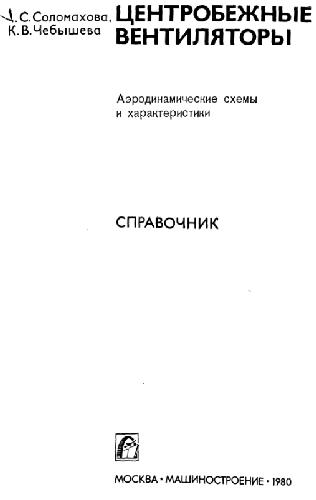 С. Соломахова,
К. В. Чебышева
ЦЕНТРОБЕЖНЫЕ
ВЕНТИЛЯТОРЫ
Аэродинамические схемы
и характеристики
СПРАВОЧНИК
МОСКВА • МАШИНОСТРОЕНИЕ • 1980